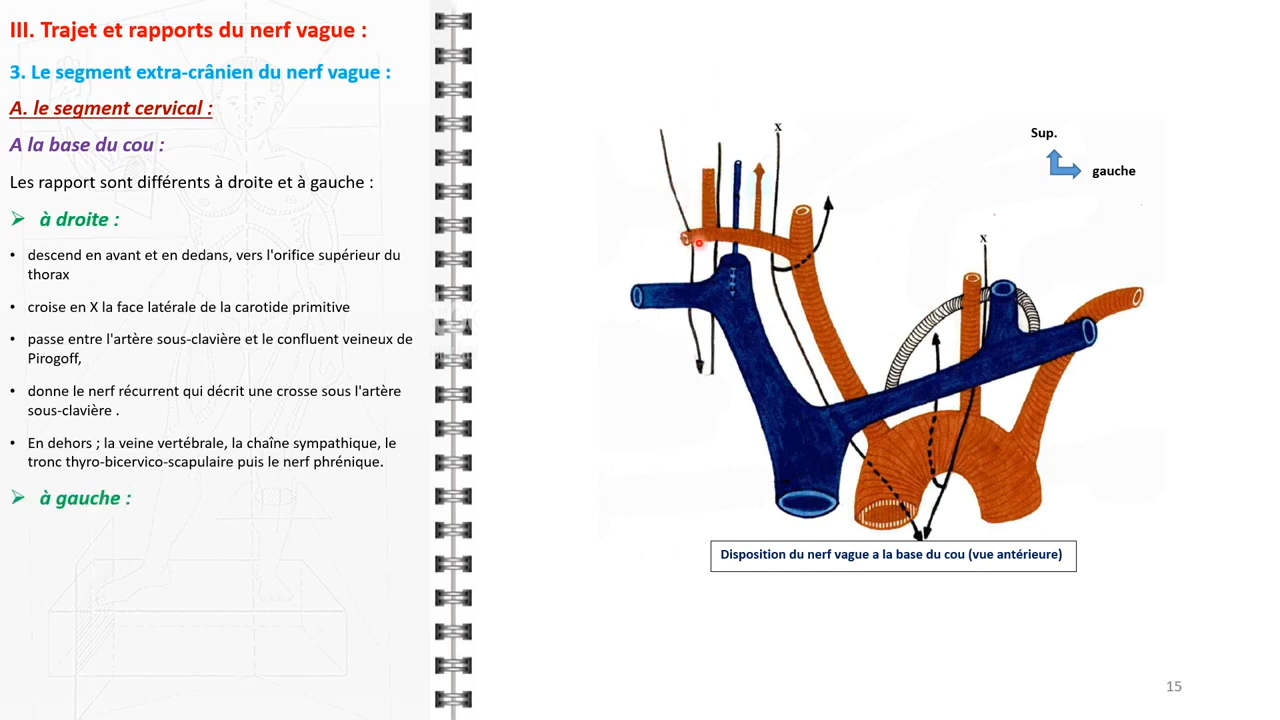 III. Trajet et rapports du nerf vague :
3. Le segment extra-crânien du nerf vague :
A. le segment cervical :
A la base du cou :
Les rapport sont différents à droite et à gauche :
➤ à droite :
• descend en avant et en dedans, vers l'orifice supérieur du
thorax
• croise en X la face latérale de la carotide primitive
• passe entre l'artère sous-clavière et le confluent veineux de
Pirogoff,
• donne le nerf récurrent qui décrit une crosse sous l'artère
sous-clavière .
• En dehors ; la veine vertébrale, la chaîne sympathique, le
tronc thyro-bicervico-scapulaire puis le nerf phrénique.
➤ à gauche :
X
Sup.
gauche
X
Disposition du nerf vague a la base du cou (vue antérieure)
15